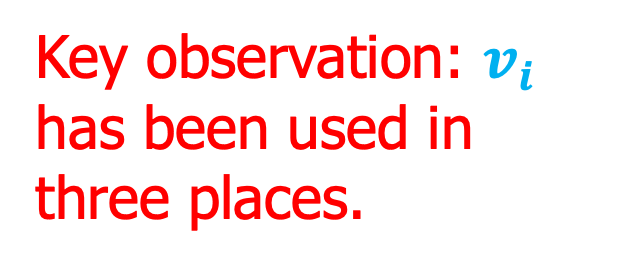 Key observation: 𝒗ᵢ
has been used in
three places.